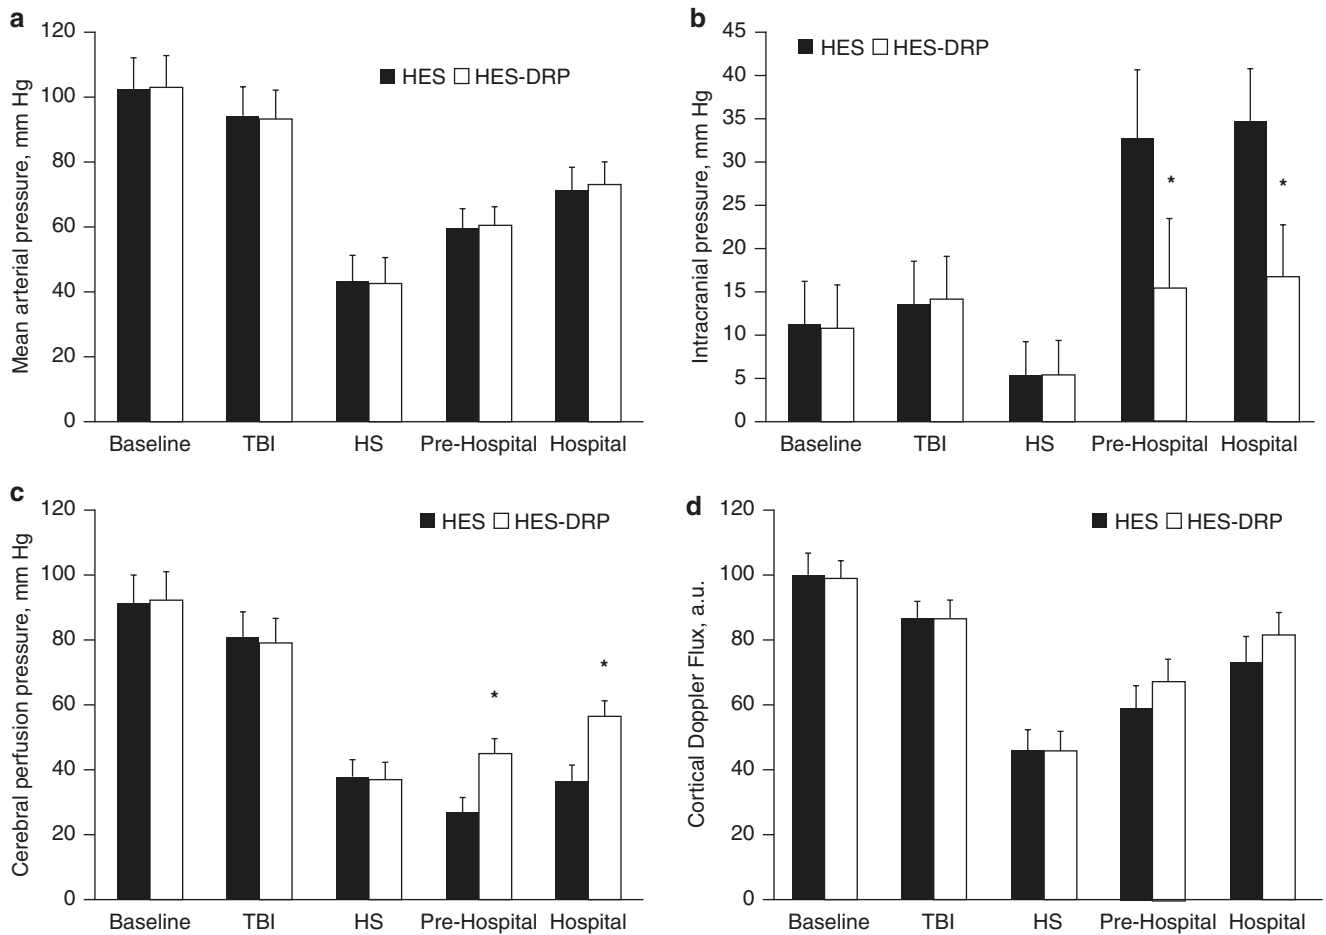 a
Mean arterial pressure, mm Hg
120
100
80
60
40
20
0
HES HES-DRP
Baseline TBI HS Pre-Hospital Hospital
b
Intracranial pressure, mm Hg
45
40
35
30
25
20
15
10
5
0
HES HES-DRP
*
*
Baseline TBI HS Pre-Hospital Hospital
c
Cerebral perfusion pressure, mm Hg
120
100
80
60
40
20
0
HES HES-DRP
*
*
Baseline TBI HS Pre-Hospital Hospital
d
Cortical Doppler Flux, a.u.
120
100
80
60
40
20
0
HES HES-DRP
Baseline TBI HS Pre-Hospital Hospital